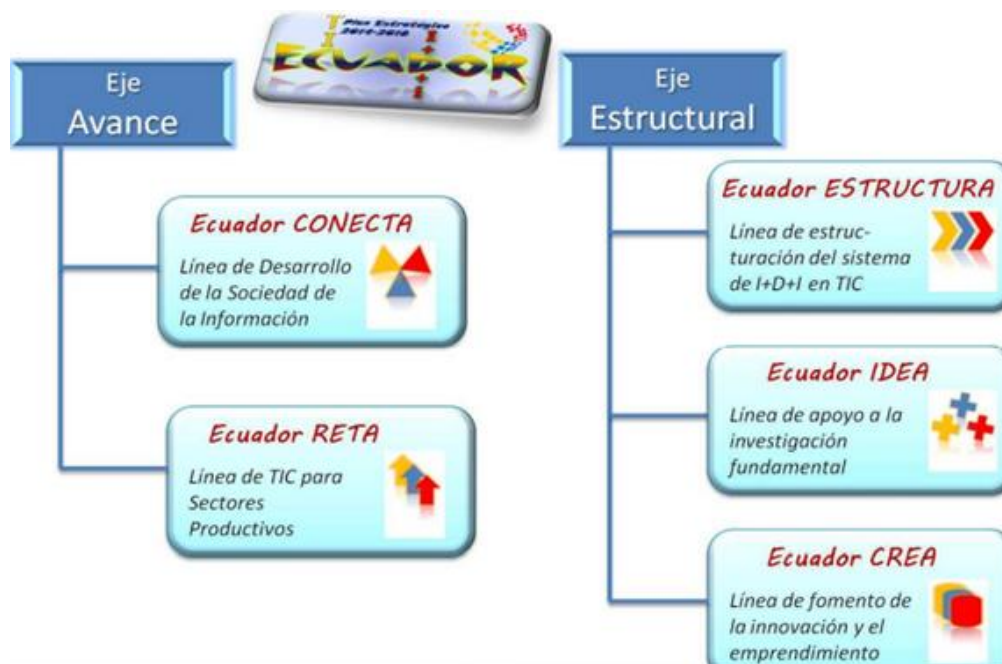 Plan Estratégico
ECUADOR
Eje
Avance
Ecuador CONECTA
Línea de Desarrollo
de la Sociedad de
la Información
Ecuador RETA
Línea de TIC para
Sectores
Productivos
Eje
Estructural
Ecuador ESTRUCTURA
Línea de estruc-
turación del sistema
de I+D+I en TIC
Ecuador IDEA
Línea de apoyo a la
investigación
fundamental
Ecuador CREA
Línea de fomento de
la innovación y el
emprendimiento